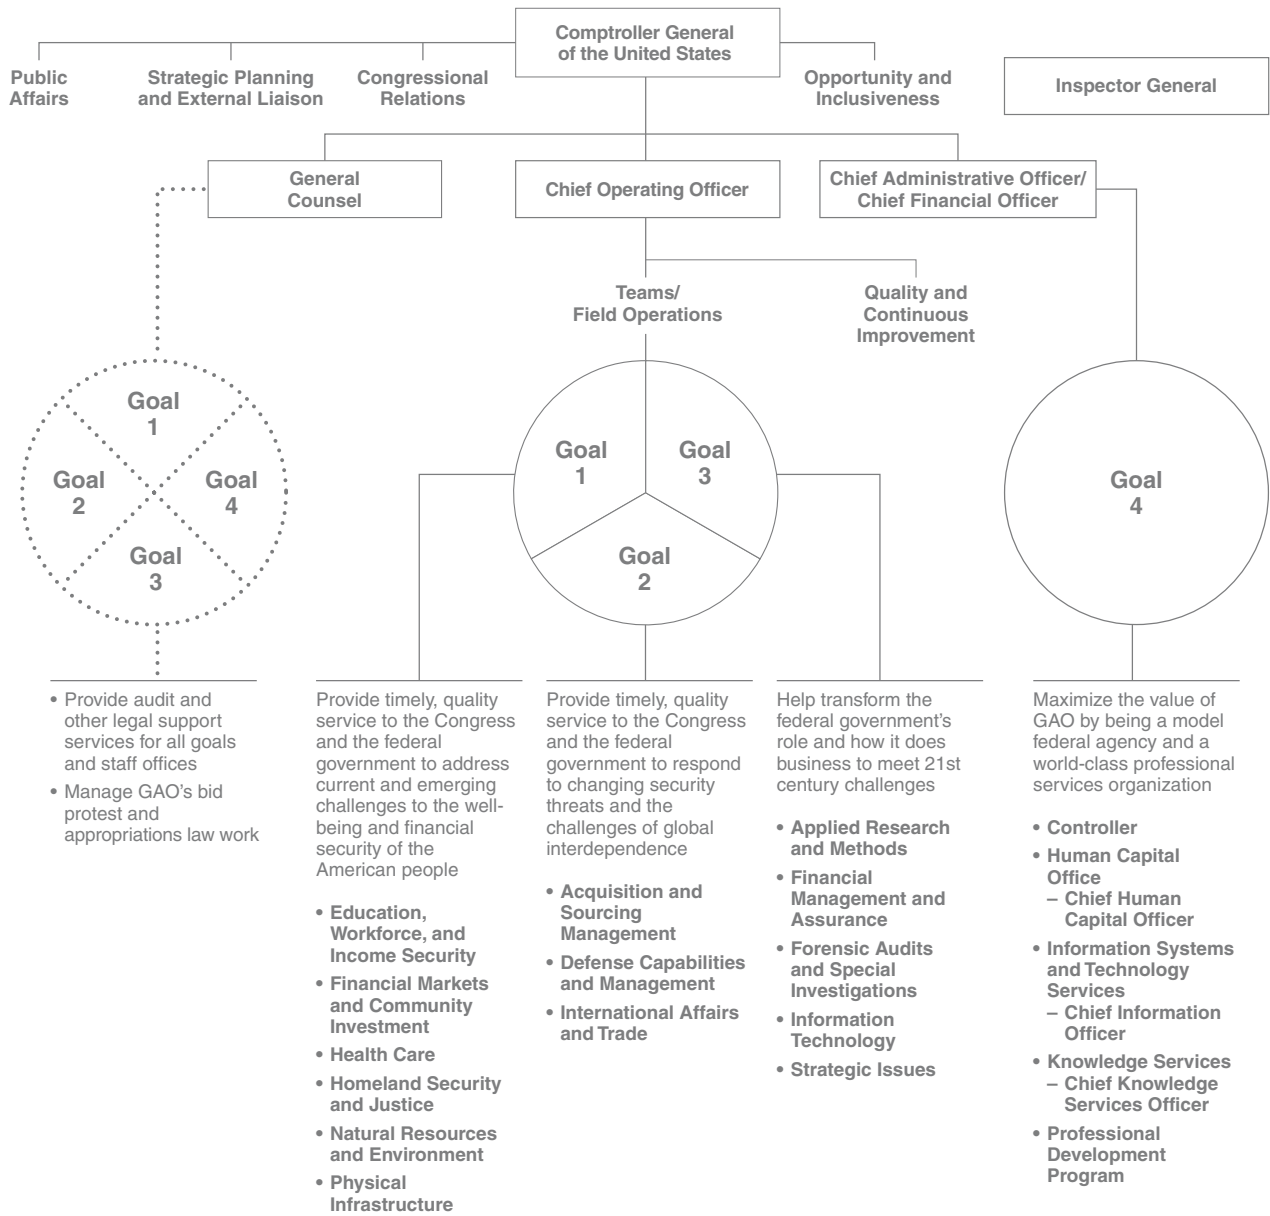 Comptroller General
of the United States
Public
Affairs
Strategic Planning
and External Liaison
Congressional
Relations
Opportunity and
Inclusiveness
Inspector General
General
Counsel
Chief Operating Officer
Chief Administrative Officer/
Chief Financial Officer
Teams/
Field Operations
Quality and
Continuous
Improvement
Goal
1
Goal
2
Goal
4
Goal
3
Goal
1
Goal
3
Goal
2
Goal
4
• Provide audit and
other legal support
services for all goals
and staff offices
• Manage GAO's bid
protest and
appropriations law work
Provide timely, quality
service to the Congress
and the federal
government to address
current and emerging
challenges to the well-
being and financial
security of the
American people
• Education,
Workforce, and
Income Security
• Financial Markets
and Community
Investment
• Health Care
• Homeland Security
and Justice
• Natural Resources
and Environment
• Physical
Infrastructure
Provide timely, quality
service to the Congress
and the federal
government to respond
to changing security
threats and the
challenges of global
interdependence
• Acquisition and
Sourcing
Management
• Defense Capabilities
and Management
• International Affairs
and Trade
Help transform the
federal government's
role and how it does
business to meet 21st
century challenges
• Applied Research
and Methods
• Financial
Management and
Assurance
• Forensic Audits
and Special
Investigations
• Information
Technology
• Strategic Issues
Maximize the value of
GAO by being a model
federal agency and a
world-class professional
services organization
• Controller
• Human Capital
Office
– Chief Human
Capital Officer
• Information Systems
and Technology
Services
– Chief Information
Officer
• Knowledge Services
– Chief Knowledge
Services Officer
• Professional
Development
Program